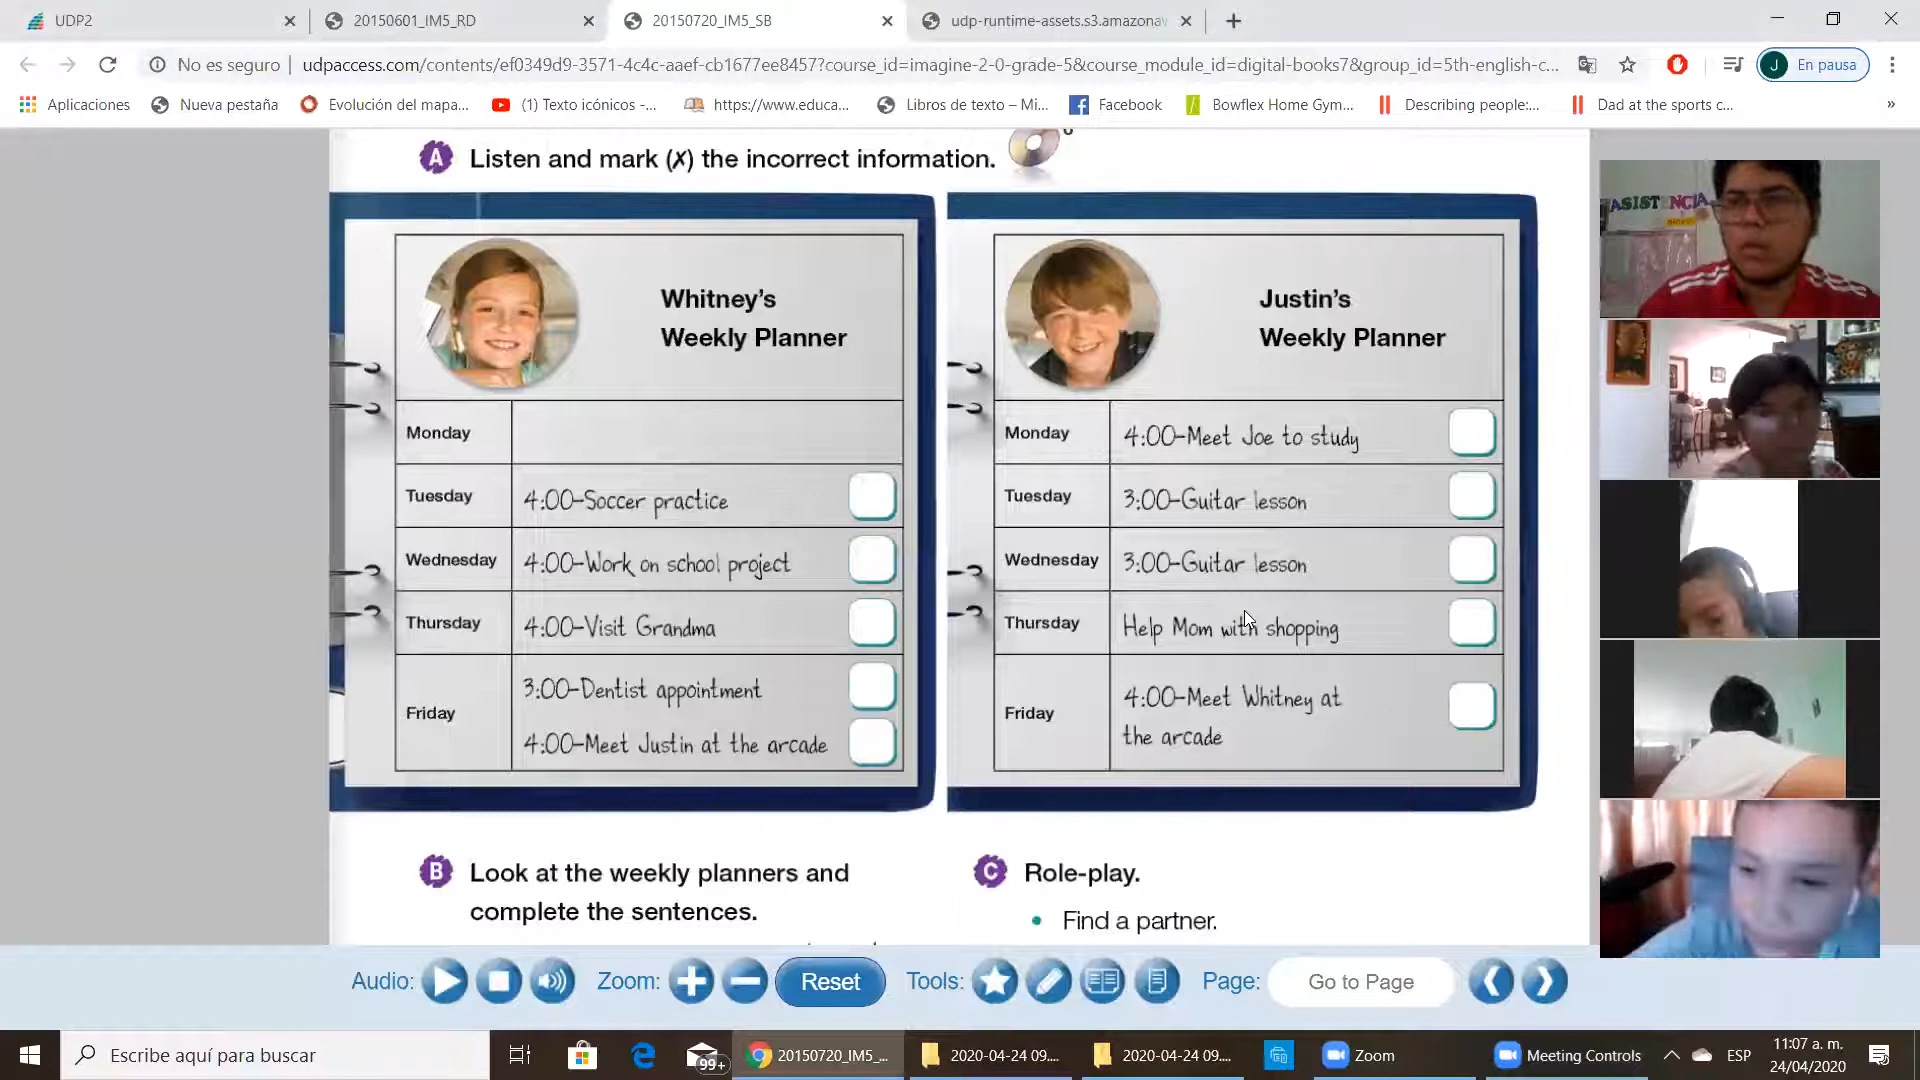 UDP2
20150601_IM5_RD
20150720_IM5_SB
udp-runtime-assets.s3.amazonav
No es seguro
udpaccess.com/contents/ef0349d9-3571-4c4c-aaef-cb1677ee8457?course_id=imagine-2-0-grade-5&course_module_id=digital-books7&group_id=5th-english-c...
J En pausa
Aplicaciones
Nueva pestaña
Evolución del mapa...
(1) Texto icónicos -...
https://www.educa...
Libros de texto – Mi...
Facebook
Bowflex Home Gym...
Describing people:...
Dad at the sports c...
»
A Listen and mark (✗) the incorrect information.
Whitney's
Weekly Planner
Monday
Tuesday 4:00-Soccer practice
Wednesday 4:00-Work on school project
Thursday 4:00-Visit Grandma
Friday
3:00-Dentist appointment
4:00-Meet Justin at the arcade
Justin's
Weekly Planner
Monday 4:00-Meet Joe to study
Tuesday 3:00-Guitar lesson
Wednesday 3:00-Guitar lesson
Thursday Help Mom with shopping
Friday
4:00-Meet Whitney at
the arcade
B Look at the weekly planners and
complete the sentences.
C Role-play.
• Find a partner.
ASISTENCIA
Audio:
Zoom:
Reset
Tools:
Page:
Go to Page
Escribe aquí para buscar
99+
20150720_IM5_...
2020-04-24 09....
2020-04-24 09....
Zoom
Meeting Controls
ESP
11:07 a. m.
24/04/2020